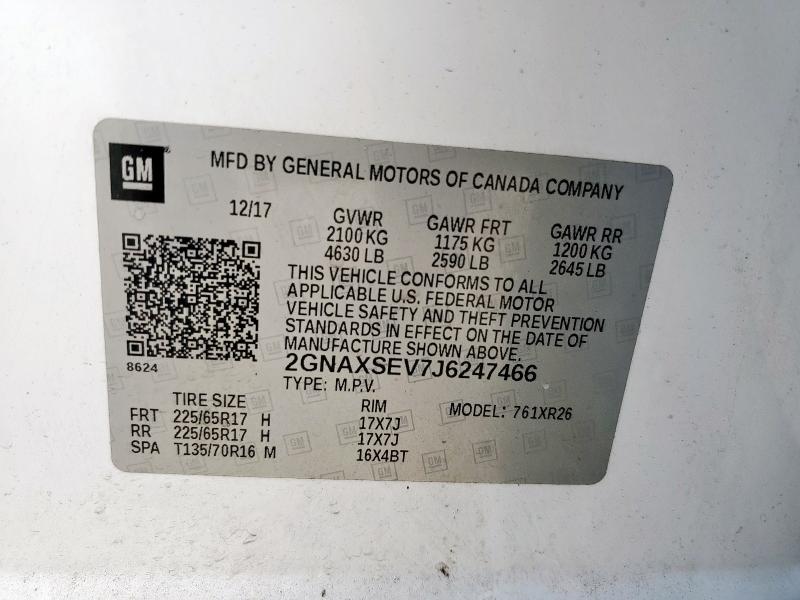 GM
MFD BY GENERAL MOTORS OF CANADA COMPANY
12/17 GVWR GAWR FRT GAWR RR
2100 KG 1175 KG 1200 KG
4630 LB 2590 LB 2645 LB
THIS VEHICLE CONFORMS TO ALL
APPLICABLE U.S. FEDERAL MOTOR
VEHICLE SAFETY AND THEFT PREVENTION
STANDARDS IN EFFECT ON THE DATE OF
MANUFACTURE SHOWN ABOVE.
8624
2GNAXSEV7J6247466
TYPE: M.P.V.
TIRE SIZE RIM MODEL: 761XR26
FRT 225/65R17 H 17X7J
RR 225/65R17 H 17X7J
SPA T135/70R16 M 16X4BT